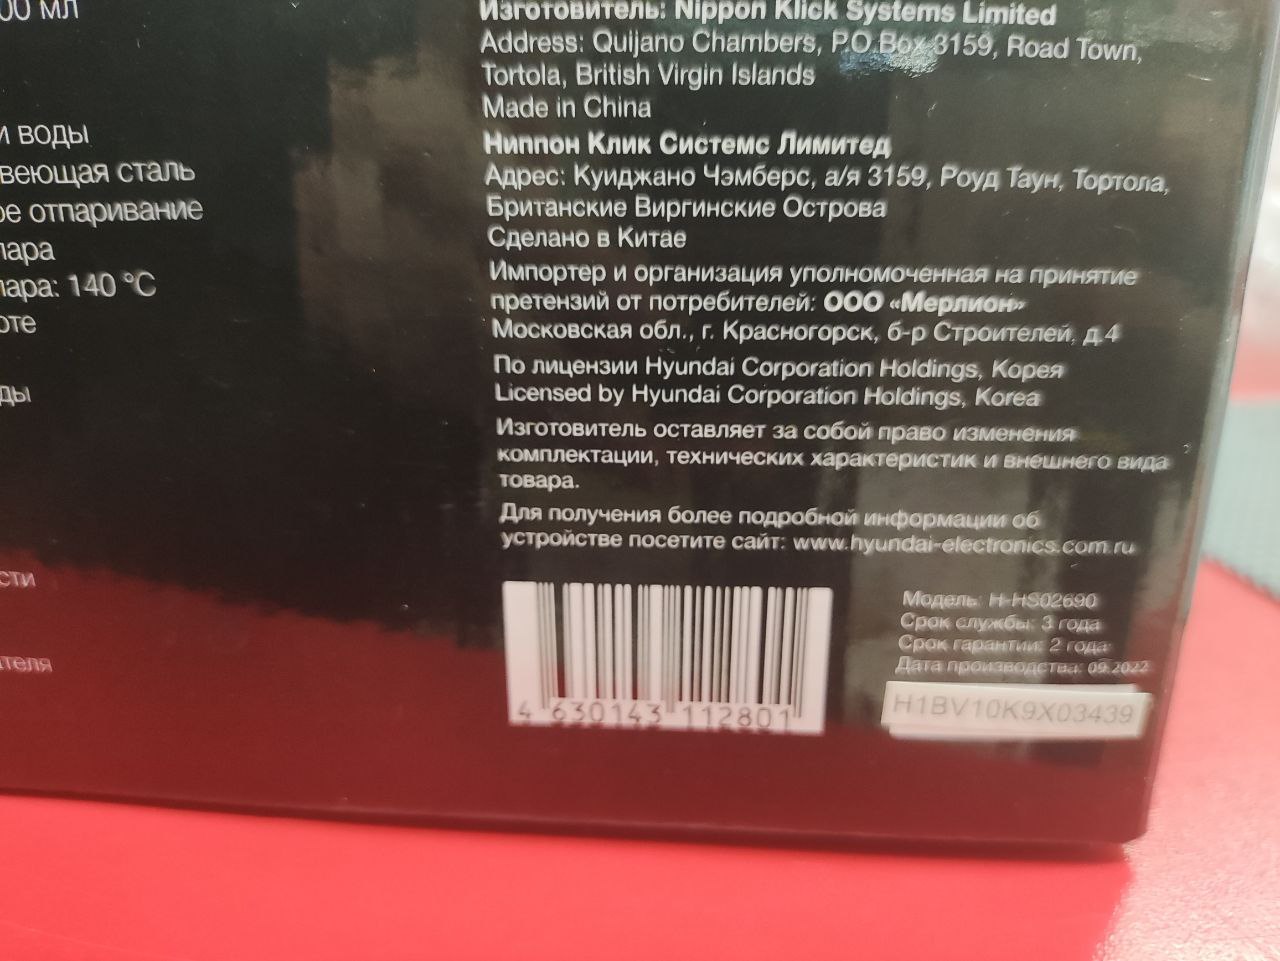 00 мл
и воды
веющая сталь
ое отпаривание
пара
пара: 140 °C
оте
ды
сти
ателя
Изготовитель: Nippon Klick Systems Limited
Address: Quijano Chambers, P.O.Box 3159, Road Town,
Tortola, British Virgin Islands
Made in China
Ниппон Клик Системс Лимитед
Адрес: Куиджано Чэмберс, а/я 3159, Роуд Таун, Тортола,
Британские Виргинские Острова
Сделано в Китае
Импортер и организация уполномоченная на принятие
претензий от потребителей: ООО «Мерлион»
Московская обл., г. Красногорск, б-р Строителей, д.4
По лицензии Hyundai Corporation Holdings, Корея
Licensed by Hyundai Corporation Holdings, Korea
Изготовитель оставляет за собой право изменения
комплектации, технических характеристик и внешнего вида
товара.
Для получения более подробной информации об
устройстве посетите сайт: www.hyundai-electronics.com.ru
4 630143 112801
Модель: H-HS02690
Срок службы: 3 года
Срок гарантии: 2 года
Дата производства: 09.2022
H1BV10K9X03439